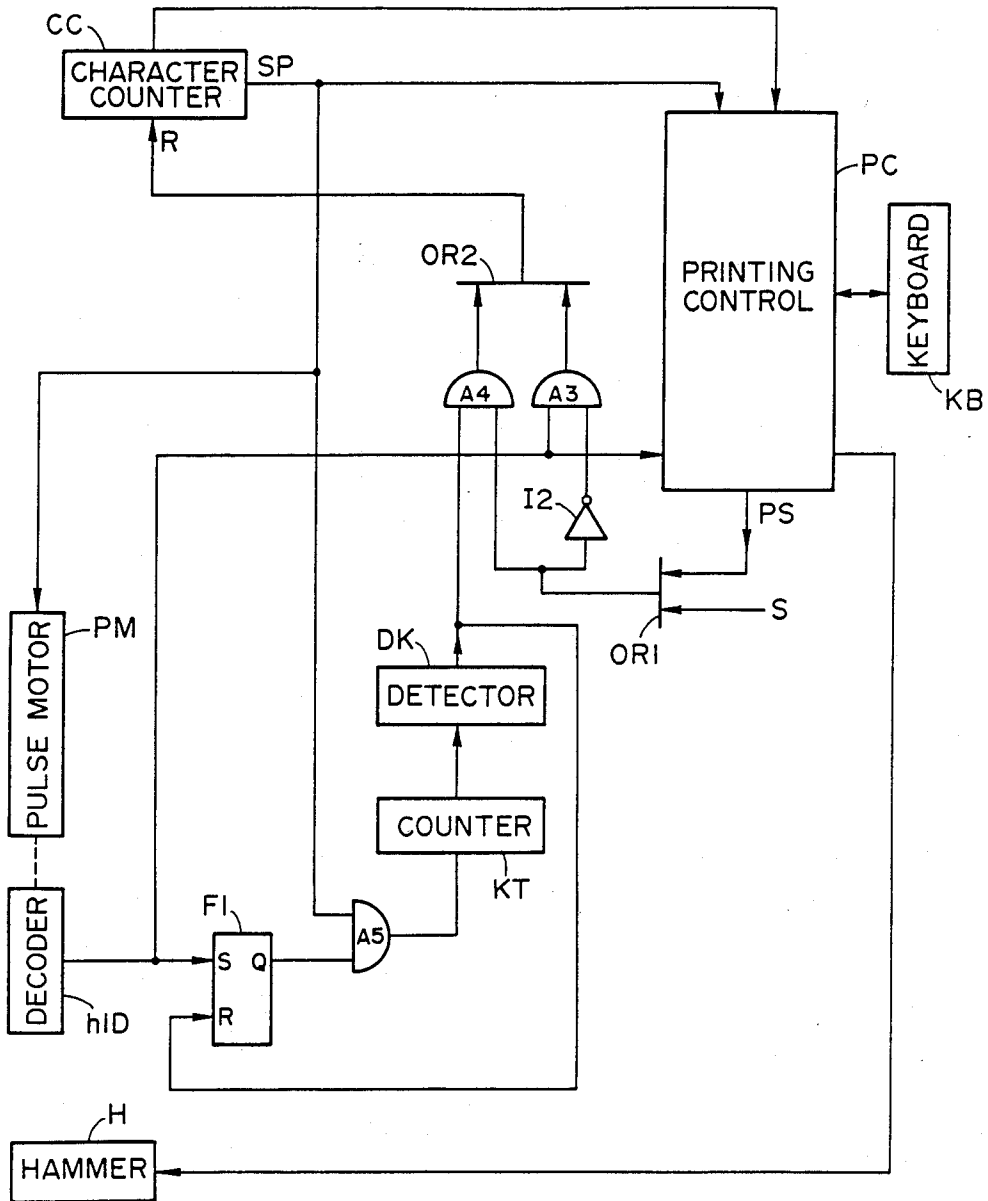 CC
CHARACTER
COUNTER
SP
R
PC
PRINTING
CONTROL
KEYBOARD
KB
OR2
A4
A3
I2
PS
S
OR1
PM
PULSE MOTOR
DK
DETECTOR
COUNTER
KT
F1
S Q
R
A5
DECODER
hID
H
HAMMER